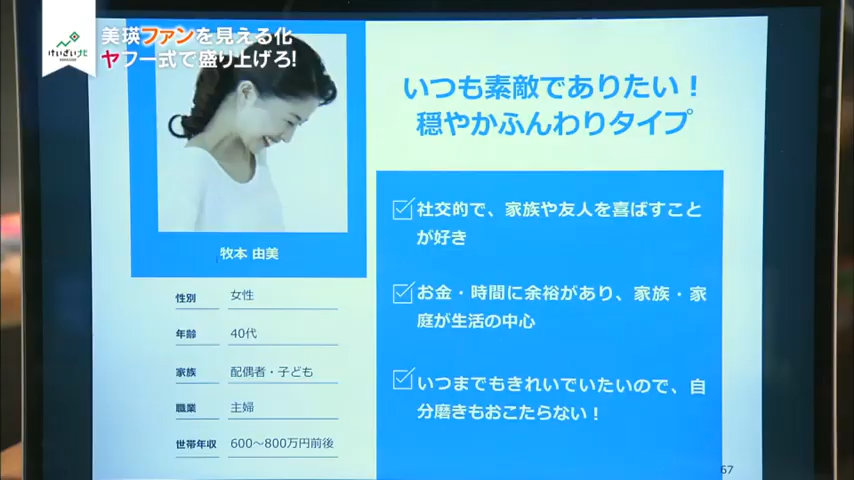 けいざいナビ
美瑛ファンを見える化
ヤフー式で盛り上げろ!
いつも素敵でありたい!
穏やかふんわりタイプ
牧本 由美
性別 女性
年齢 40代
家族 配偶者・子ども
職業 主婦
世帯年収 600～800万円前後
社交的で、家族や友人を喜ばすこと
が好き
お金・時間に余裕があり、家族・家
庭が生活の中心
いつまでもきれいでいたいので、自
分磨きもおこたらない!
67